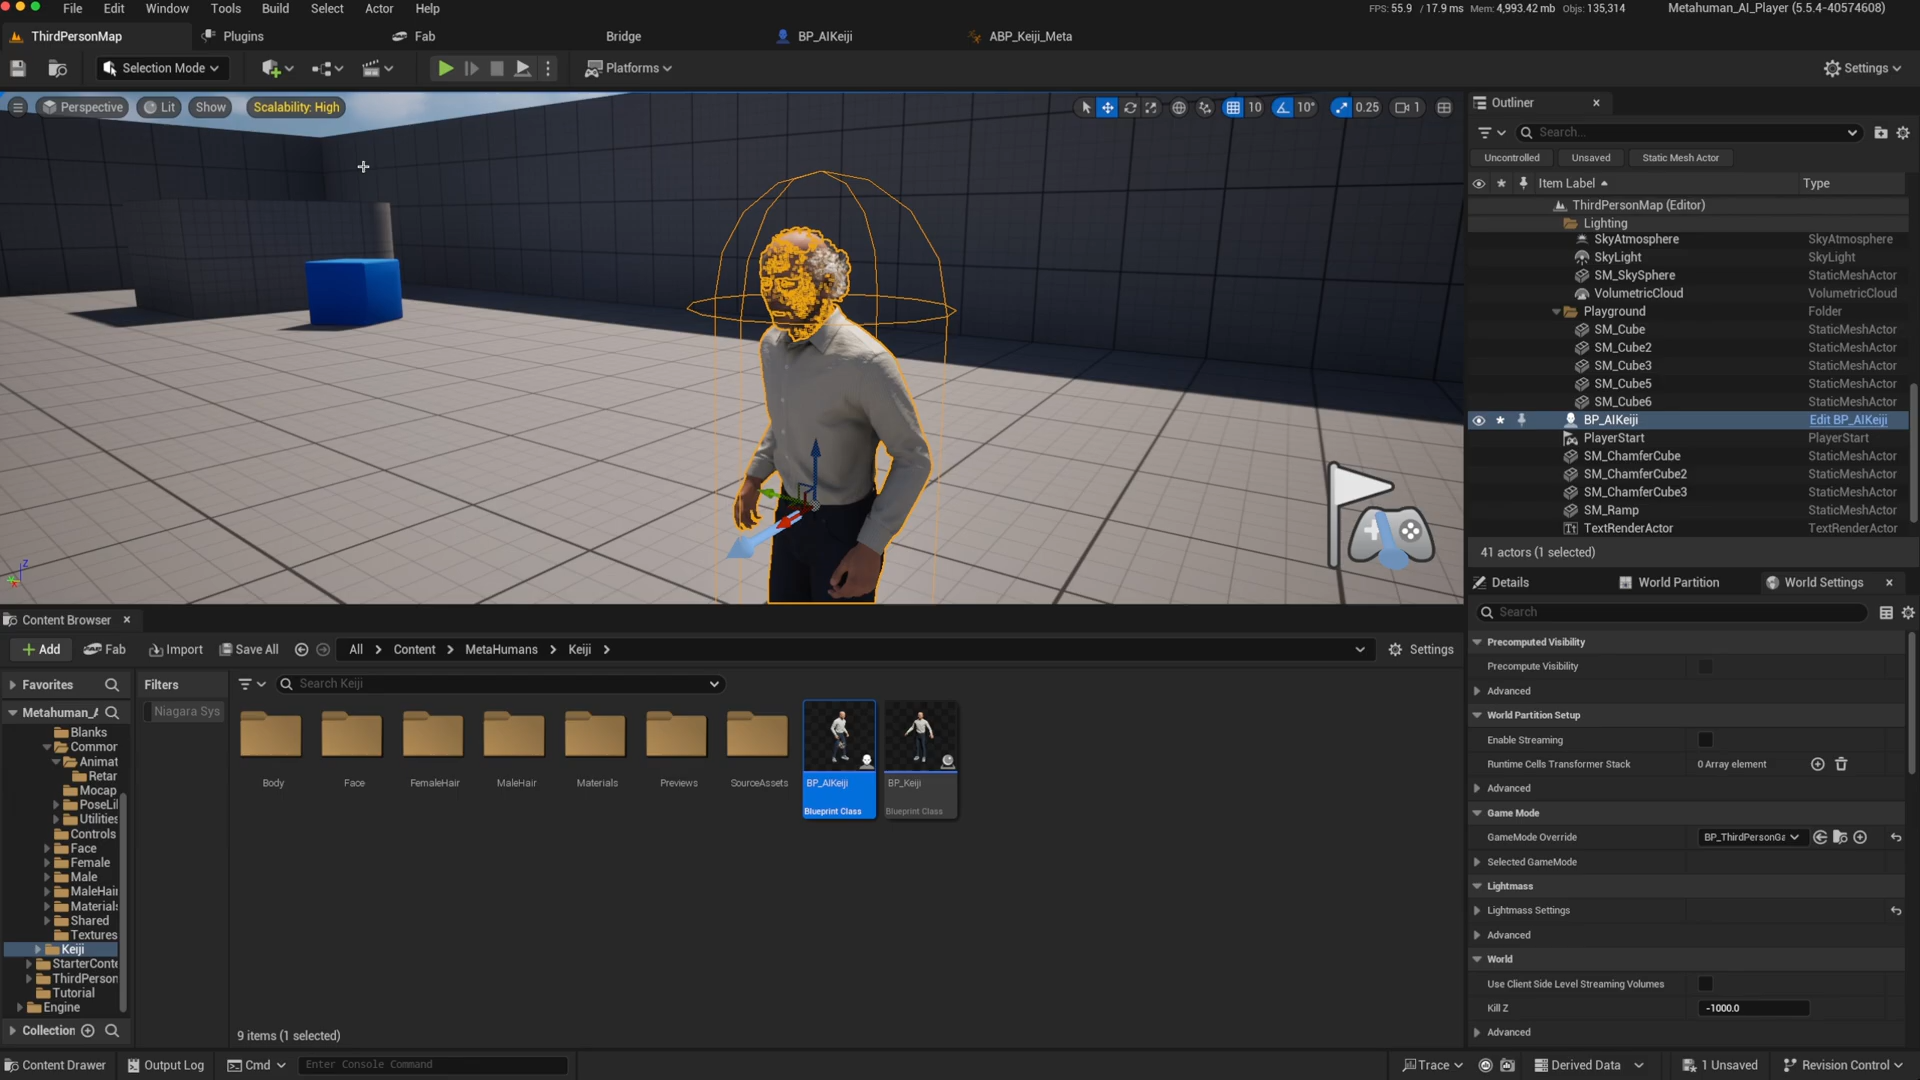 File Edit Window Tools Build Select Actor Help
FPS: 55.9 / 17.9 ms Mem: 4,993.42 mb Objs: 135,314
Metahuman_AI_Player (5.5.4-40574608)
ThirdPersonMap
Plugins
Fab
Bridge
BP_AIKeiji
ABP_Keiji_Meta
Selection Mode
Platforms
Settings
Perspective
Lit
Show
Scalability: High
10
10°
0.25
1
Outliner
Search...
Uncontrolled
Unsaved
Static Mesh Actor
Item Label
Type
ThirdPersonMap (Editor)
Lighting
SkyAtmosphere SkyAtmosphere
SkyLight SkyLight
SM_SkySphere StaticMeshActor
VolumetricCloud VolumetricCloud
Playground Folder
SM_Cube StaticMeshActor
SM_Cube2 StaticMeshActor
SM_Cube3 StaticMeshActor
SM_Cube5 StaticMeshActor
SM_Cube6 StaticMeshActor
BP_AIKeiji Edit BP_AIKeiji
PlayerStart PlayerStart
SM_ChamferCube StaticMeshActor
SM_ChamferCube2 StaticMeshActor
SM_ChamferCube3 StaticMeshActor
SM_Ramp StaticMeshActor
TextRenderActor TextRenderActor
41 actors (1 selected)
Z
Details
World Partition
World Settings
Search
Precomputed Visibility
Precompute Visibility
Advanced
World Partition Setup
Enable Streaming
Runtime Cells Transformer Stack 0 Array element
Advanced
Game Mode
GameMode Override BP_ThirdPersonGa
Selected GameMode
Lightmass
Lightmass Settings
Advanced
World
Use Client Side Level Streaming Volumes
Kill Z -1000.0
Advanced
Content Browser
Add
Fab
Import
Save All
All > Content > MetaHumans > Keiji >
Settings
Favorites
Filters
Search Keiji
Metahuman_A
Niagara Sys
Blanks
Common
Animat
Retar
Mocap
PoseLil
Utilities
Controls
Face
Female
Male
MaleHair
Materials
Shared
Textures
Keiji
StarterConte
ThirdPerson
Tutorial
Engine
Collection
Body
Face
FemaleHair
MaleHair
Materials
Previews
SourceAssets
BP_AIKeiji
Blueprint Class
BP_Keiji
Blueprint Class
9 items (1 selected)
Content Drawer
Output Log
Cmd
Enter Console Command
Trace
Derived Data
1 Unsaved
Revision Control